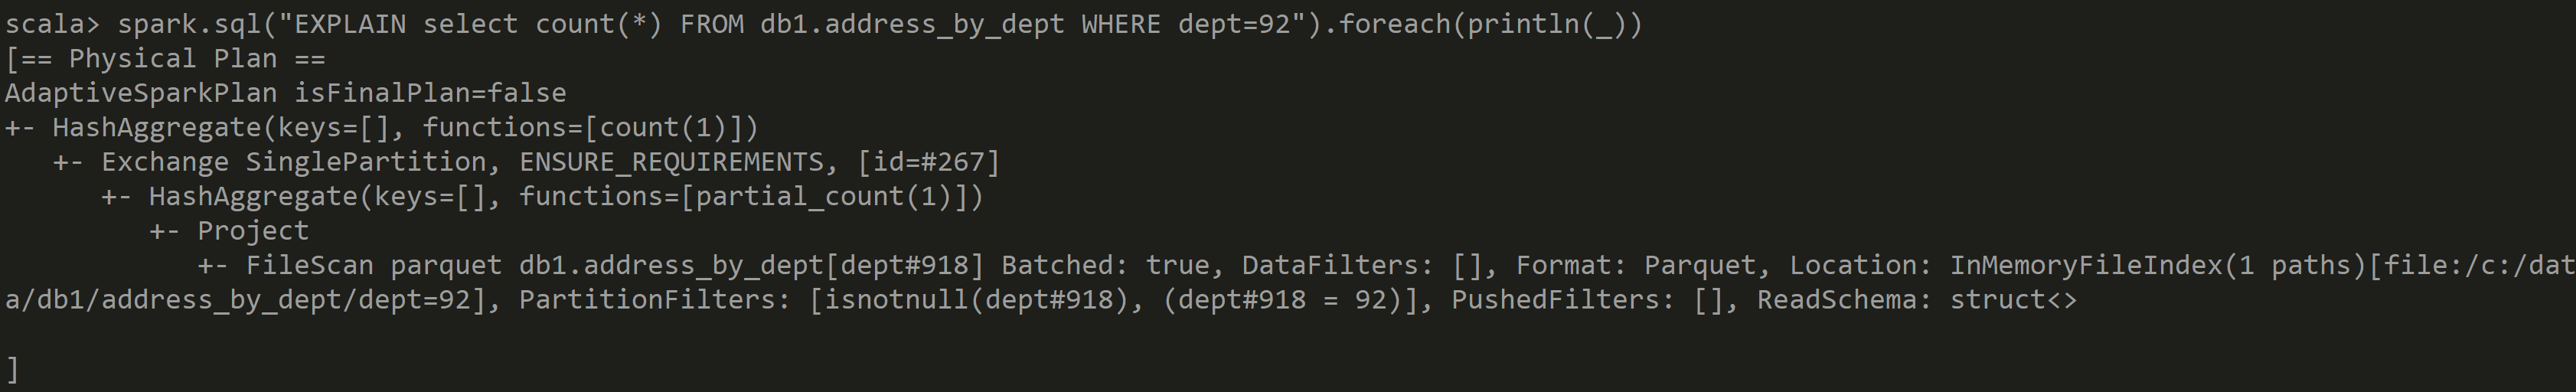 scala> spark.sql("EXPLAIN select count(*) FROM db1.address_by_dept WHERE dept=92").foreach(println(_))
[== Physical Plan ==
AdaptiveSparkPlan isFinalPlan=false
+- HashAggregate(keys=[], functions=[count(1)])
   +- Exchange SinglePartition, ENSURE_REQUIREMENTS, [id=#267]
      +- HashAggregate(keys=[], functions=[partial_count(1)])
         +- Project
            +- FileScan parquet db1.address_by_dept[dept#918] Batched: true, DataFilters: [], Format: Parquet, Location: InMemoryFileIndex(1 paths)[file:/c:/dat
a/db1/address_by_dept/dept=92], PartitionFilters: [isnotnull(dept#918), (dept#918 = 92)], PushedFilters: [], ReadSchema: struct<>

]